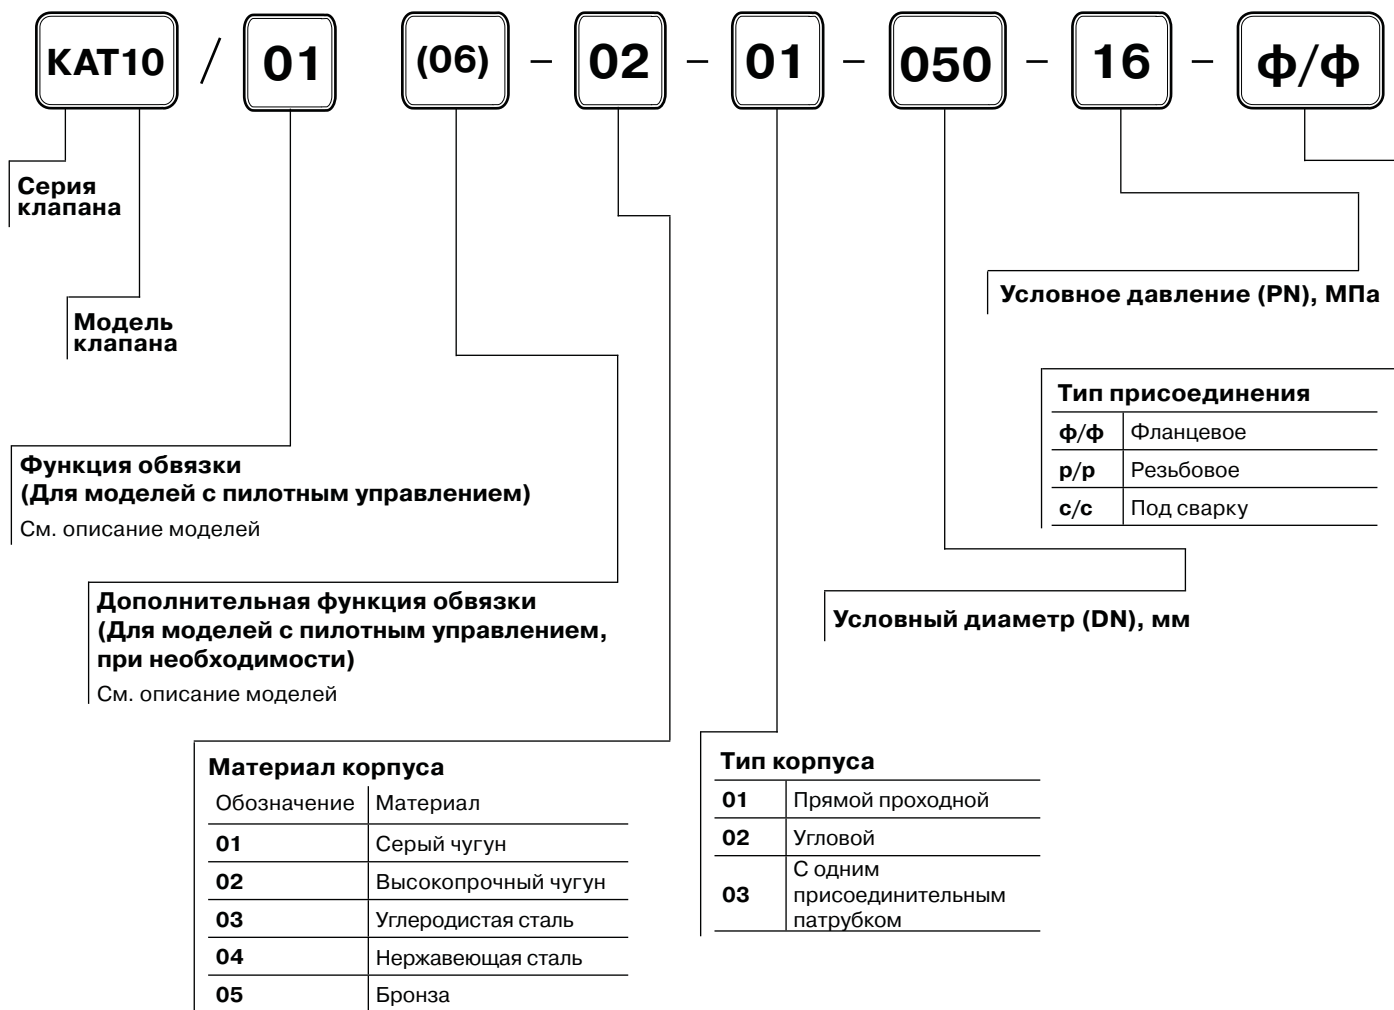 КАТ10 / 01 (06) – 02 – 01 – 050 – 16 – ф/ф
Серия
клапана
Модель
клапана
Функция обвязки
(Для моделей с пилотным управлением)
См. описание моделей
Дополнительная функция обвязки
(Для моделей с пилотным управлением,
при необходимости)
См. описание моделей
Материал корпуса
Обозначение Материал
01 Серый чугун
02 Высокопрочный чугун
03 Углеродистая сталь
04 Нержавеющая сталь
05 Бронза
Тип корпуса
01 Прямой проходной
02 Угловой
03 С одним
присоединительным
патрубком
Условный диаметр (DN), мм
Условное давление (PN), МПа
Тип присоединения
ф/ф Фланцевое
р/р Резьбовое
с/с Под сварку